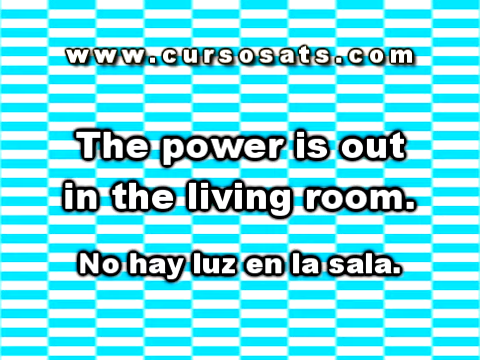 www.cursosats.com
The power is out
in the living room.
No hay luz en la sala.